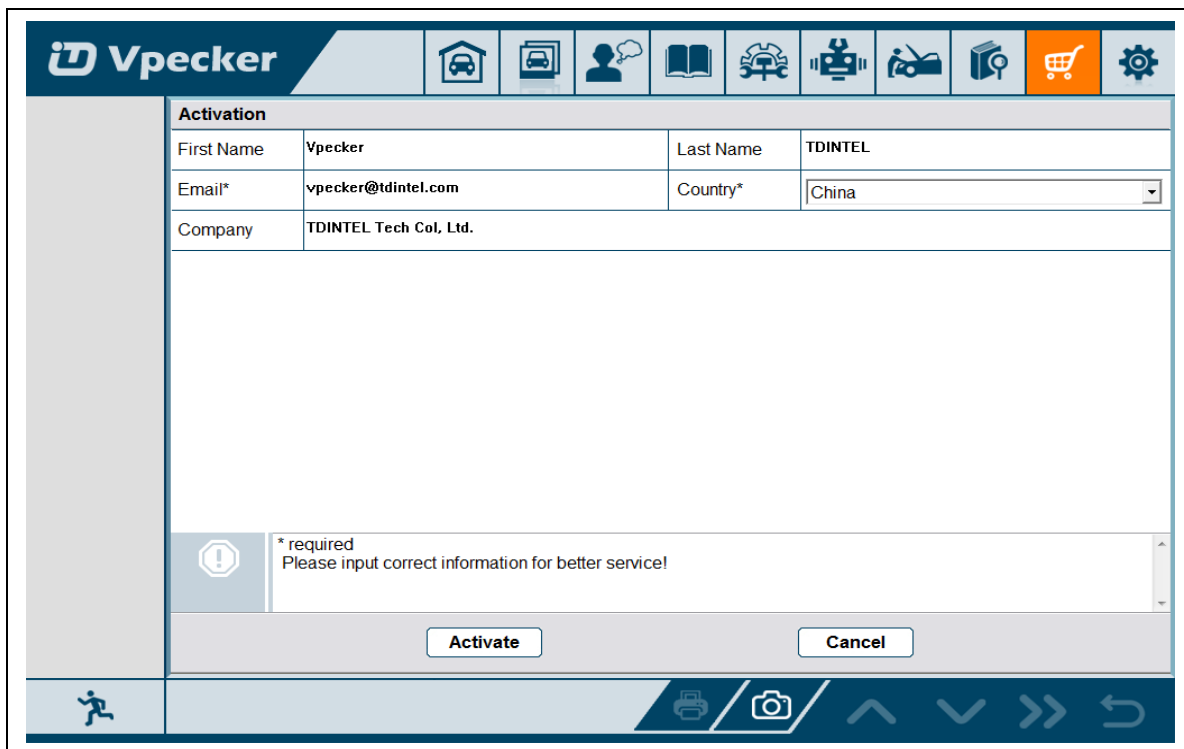 Vpecker
Activation
First Name Vpecker Last Name TDINTEL
Email* vpecker@tdintel.com Country* China
Company TDINTEL Tech Col, Ltd.
* required
Please input correct information for better service!
Activate Cancel